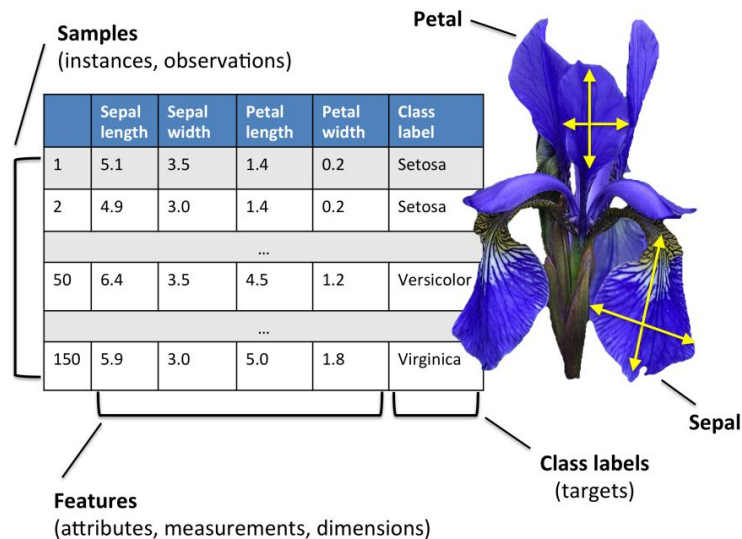 Samples
(instances, observations)
Petal
Sepal length Sepal width Petal length Petal width Class label
1 5.1 3.5 1.4 0.2 Setosa
2 4.9 3.0 1.4 0.2 Setosa
...
50 6.4 3.5 4.5 1.2 Versicolor
...
150 5.9 3.0 5.0 1.8 Virginica
Sepal
Class labels
(targets)
Features
(attributes, measurements, dimensions)